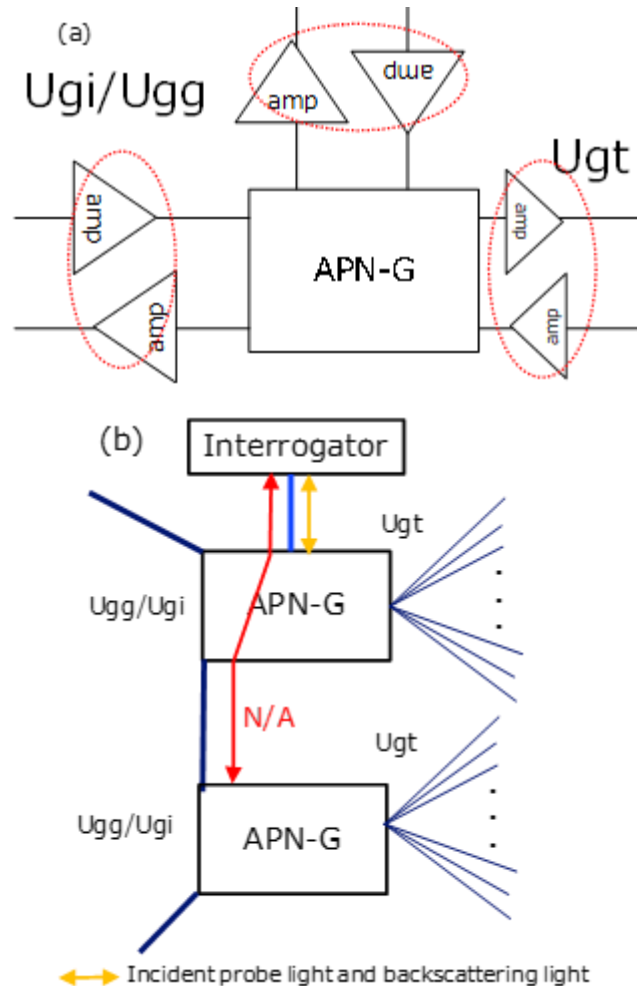 (a)
amp
amp
Ugi/Ugg
Ugt
amp
amp
APN-G
amp
amp
(b)
Interrogator
Ugt
Ugg/Ugi
APN-G
N/A
Ugt
Ugg/Ugi
APN-G
Incident probe light and backscattering light